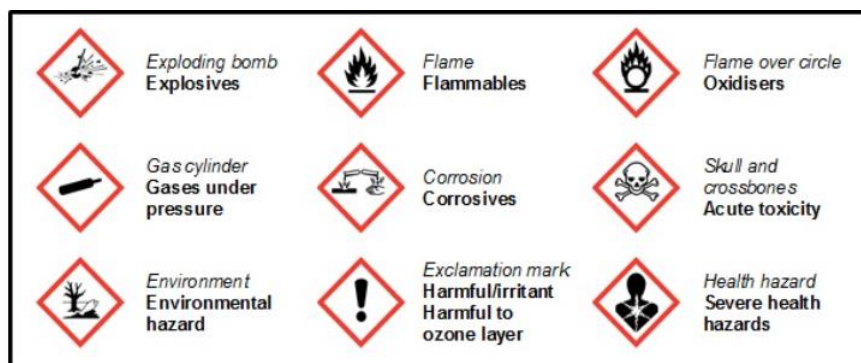 Exploding bomb
Explosives
Flame
Flammables
Flame over circle
Oxidisers
Gas cylinder
Gases under
pressure
Corrosion
Corrosives
Skull and
crossbones
Acute toxicity
Environment
Environmental
hazard
Exclamation mark
Harmful/irritant
Harmful to
ozone layer
Health hazard
Severe health
hazards